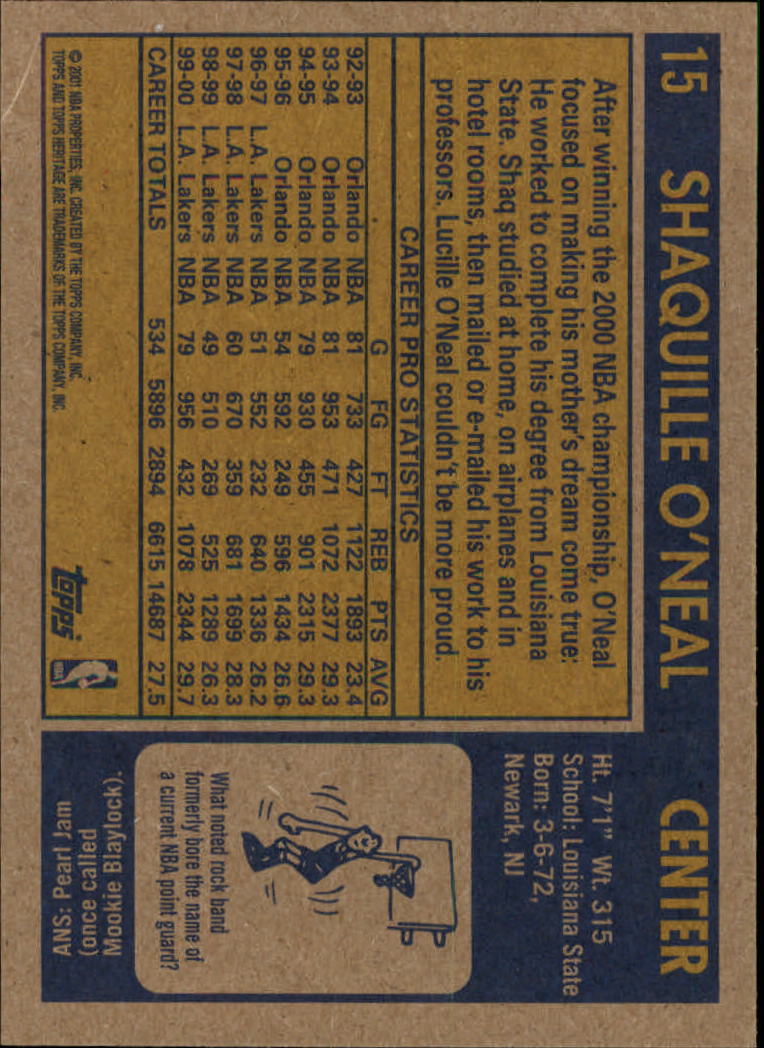 15 SHAQUILLE O'NEAL CENTER
After winning the 2000 NBA championship, O'Neal
focused on making his mother's dream come true:
He worked to complete his degree from Louisiana
State. Shaq studied at home, on airplanes and in
hotel rooms, then mailed or e-mailed his work to his
professors. Lucille O'Neal couldn't be more proud.
CAREER PRO STATISTICS
G FG FT REB PTS AVG
92-93 Orlando NBA 81 733 427 1122 1893 23.4
93-94 Orlando NBA 81 953 471 1072 2377 29.3
94-95 Orlando NBA 79 930 455 901 2315 29.3
95-96 Orlando NBA 54 592 249 596 1434 26.6
96-97 L.A. Lakers NBA 51 552 232 640 1336 26.2
97-98 L.A. Lakers NBA 60 670 359 681 1699 28.3
98-99 L.A. Lakers NBA 49 510 269 525 1289 26.3
99-00 L.A. Lakers NBA 79 956 432 1078 2344 29.7
CAREER TOTALS 534 5896 2894 6615 14687 27.5
© 2001 NBA PROPERTIES, INC. CREATED BY THE TOPPS COMPANY, INC.
TOPPS AND TOPPS HERITAGE ARE TRADEMARKS OF THE TOPPS COMPANY, INC.
topps
NBA
Ht. 7'1" Wt. 315
School: Louisiana State
Born: 3-6-72,
Newark, NJ
What noted rock band
formerly bore the name of
a current NBA point guard?
ANS: Pearl Jam
(once called
Mookie Blaylock).